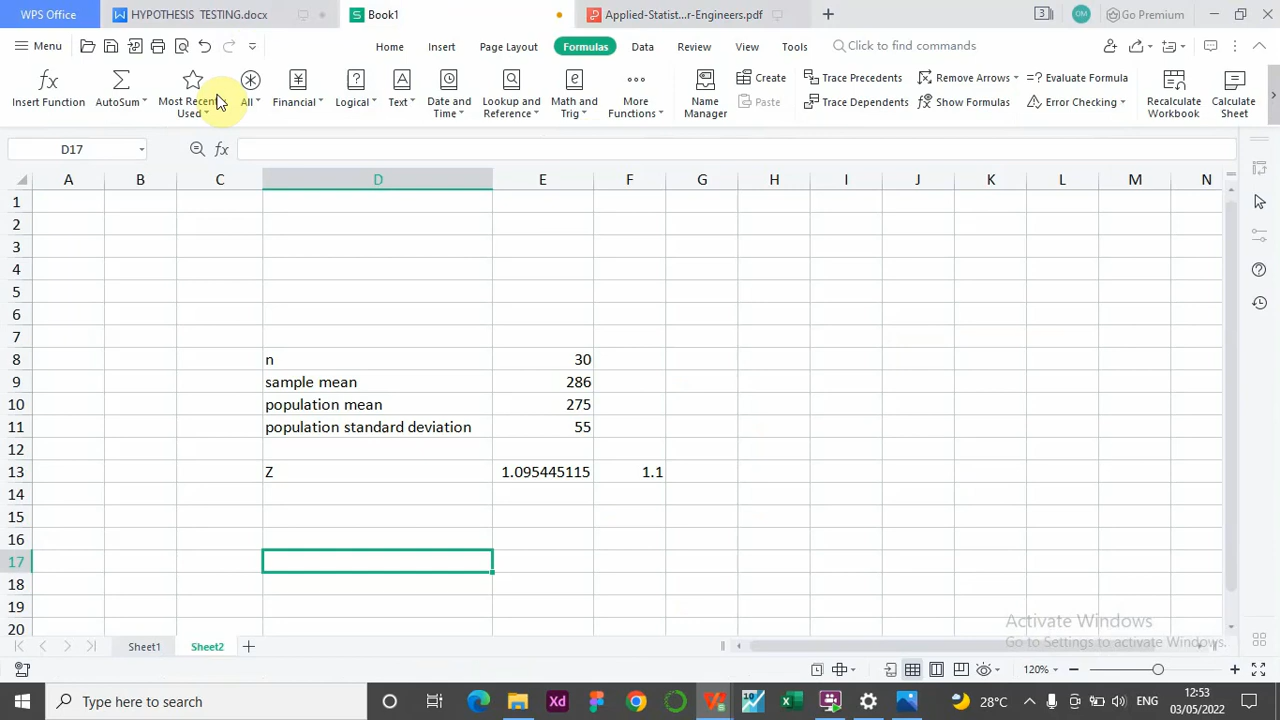 WPS Office HYPOTHESIS TESTING.docx Book1 Applied-Statist...r-Engineers.pdf 3 OM Go Premium
Menu Home Insert Page Layout Formulas Data Review View Tools Click to find commands
Insert Function AutoSum Most Recently Used All Financial Logical Text Date and Time Lookup and Reference Math and Trig More Functions Name Manager Create Paste Trace Precedents Trace Dependents Remove Arrows Show Formulas Evaluate Formula Error Checking Recalculate Workbook Calculate Sheet
D17 fx
A B C D E F G H I J K L M N
1
2
3
4
5
6
7
8 n 30
9 sample mean 286
10 population mean 275
11 population standard deviation 55
12
13 Z 1.095445115 1.1
14
15
16
17
18
19
20
Activate Windows
Go to Settings to activate Windows.
Sheet1 Sheet2
120%
Type here to search 28°C ENG 12:53 03/05/2022